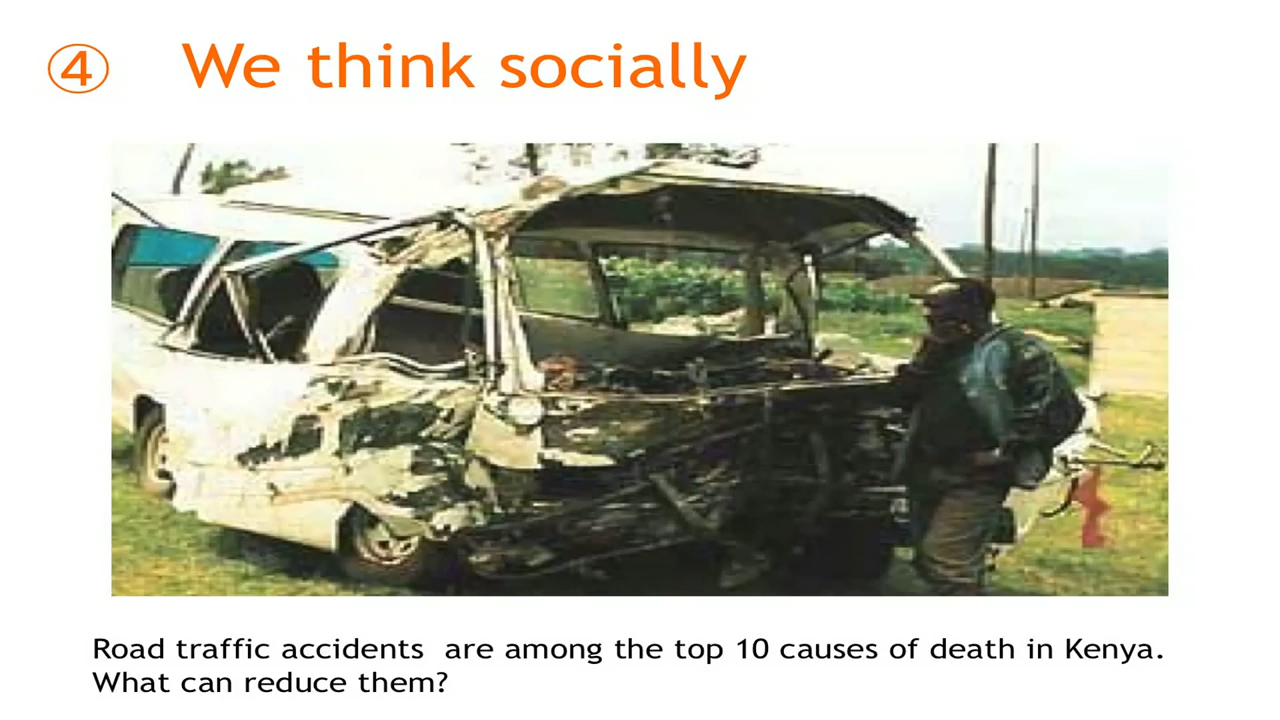 ④ We think socially
Road traffic accidents are among the top 10 causes of death in Kenya.
What can reduce them?